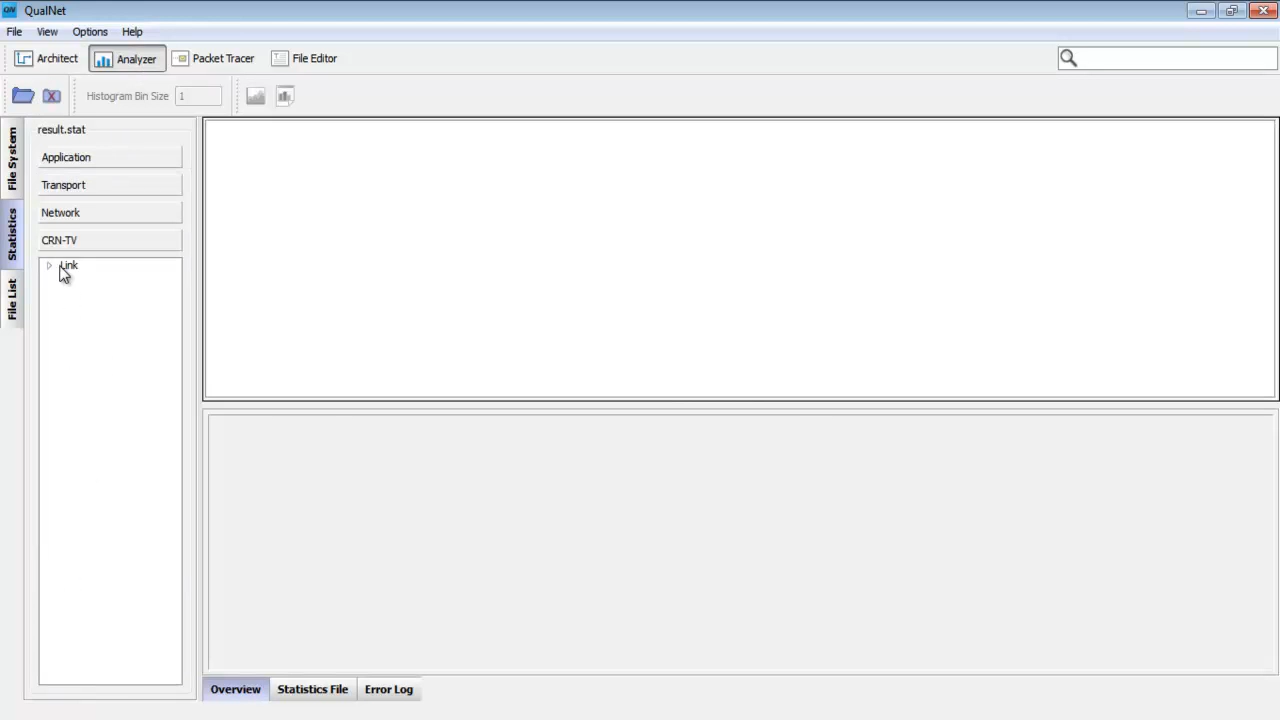 QN QualNet
File View Options Help
Architect Analyzer Packet Tracer File Editor
X Histogram Bin Size 1
File System
Statistics
File List
result.stat
Application
Transport
Network
CRN-TV
Link
Overview Statistics File Error Log